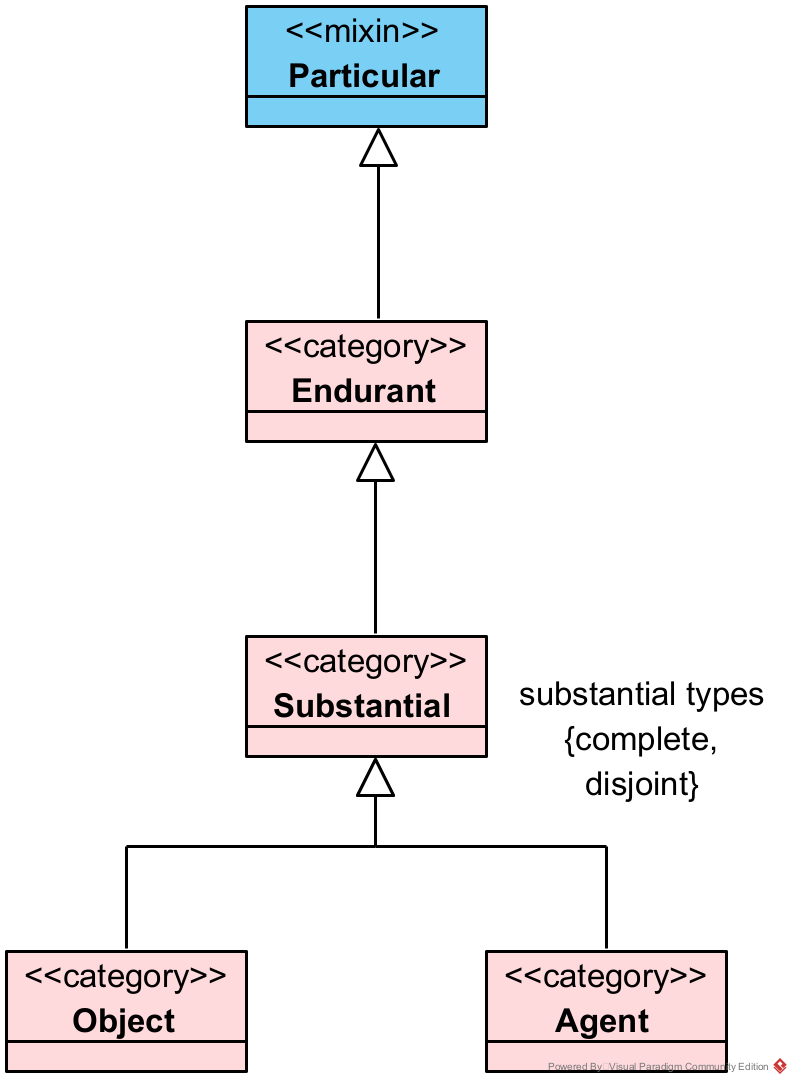 <<mixin>>
Particular
<<category>>
Endurant
<<category>>
Substantial
substantial types
{complete,
disjoint}
<<category>>
Object
<<category>>
Agent
Powered By Visual Paradigm Community Edition